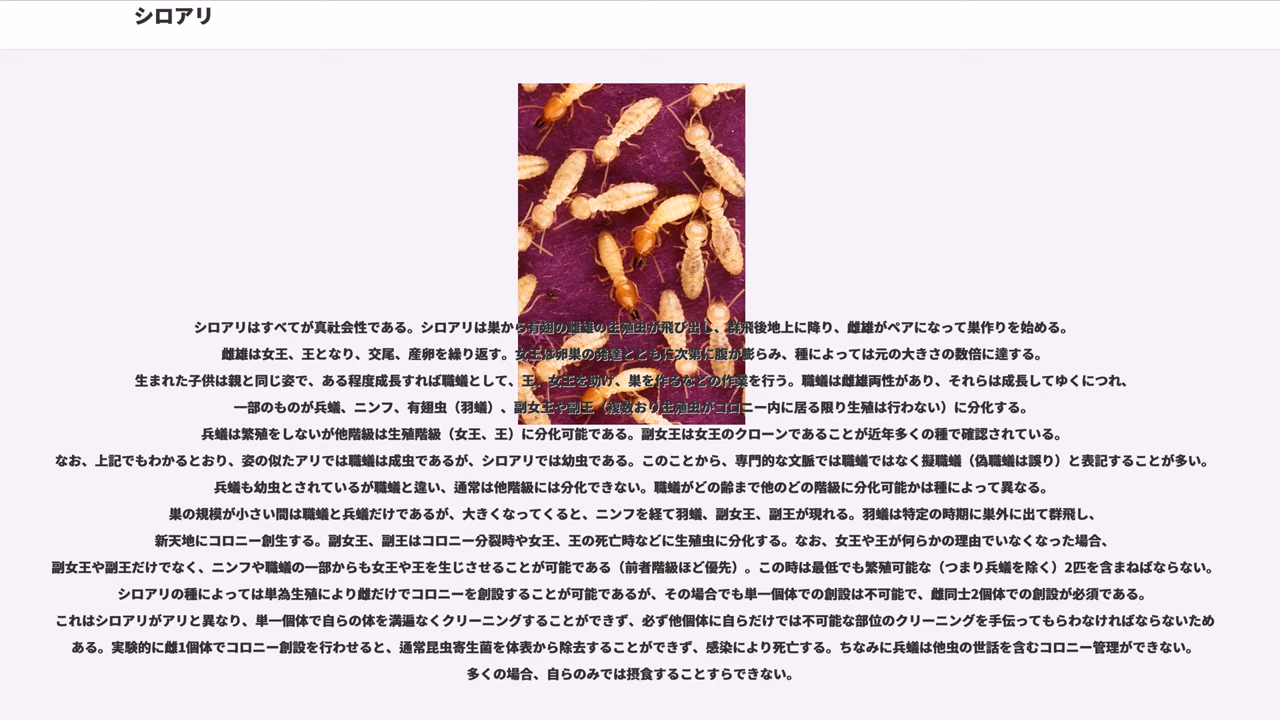 シロアリ
シロアリはすべてが真社会性である。シロアリは巣から有翅の雌雄の生殖虫が飛び出し、群飛後地上に降り、雌雄がペアになって巣作りを始める。
雌雄は女王、王となり、交尾、産卵を繰り返す。女王は卵巣の発達とともに次第に腹が膨らみ、種によっては元の大きさの数倍に達する。
生まれた子供は親と同じ姿で、ある程度成長すれば職蟻として、王、女王を助け、巣を作るなどの作業を行う。職蟻は雌雄両性があり、それらは成長してゆくにつれ、
一部のものが兵蟻、ニンフ、有翅虫（羽蟻）、副女王や副王（複数おり生殖虫がコロニー内に居る限り生殖は行わない）に分化する。
兵蟻は繁殖をしないが他階級は生殖階級（女王、王）に分化可能である。副女王は女王のクローンであることが近年多くの種で確認されている。
なお、上記でもわかるとおり、姿の似たアリでは職蟻は成虫であるが、シロアリでは幼虫である。このことから、専門的な文脈では職蟻ではなく擬職蟻（偽職蟻は誤り）と表記することが多い。
兵蟻も幼虫とされているが職蟻と違い、通常は他階級には分化できない。職蟻がどの齢まで他のどの階級に分化可能かは種によって異なる。
巣の規模が小さい間は職蟻と兵蟻だけであるが、大きくなってくると、ニンフを経て羽蟻、副女王、副王が現れる。羽蟻は特定の時期に巣外に出て群飛し、
新天地にコロニー創生する。副女王、副王はコロニー分裂時や女王、王の死亡時などに生殖虫に分化する。なお、女王や王が何らかの理由でいなくなった場合、
副女王や副王だけでなく、ニンフや職蟻の一部からも女王や王を生じさせることが可能である（前者階級ほど優先）。この時は最低でも繁殖可能な（つまり兵蟻を除く）2匹を含まねばならない。
シロアリの種によっては単為生殖により雌だけでコロニーを創設することが可能であるが、その場合でも単一個体での創設は不可能で、雌同士2個体での創設が必須である。
これはシロアリがアリと異なり、単一個体で自らの体を満遍なくクリーニングすることができず、必ず他個体に自らだけでは不可能な部位のクリーニングを手伝ってもらわなければならないため
ある。実験的に雌1個体でコロニー創設を行わせると、通常昆虫寄生菌を体表から除去することができず、感染により死亡する。ちなみに兵蟻は他虫の世話を含むコロニー管理ができない。
多くの場合、自らのみでは摂食することすらできない。